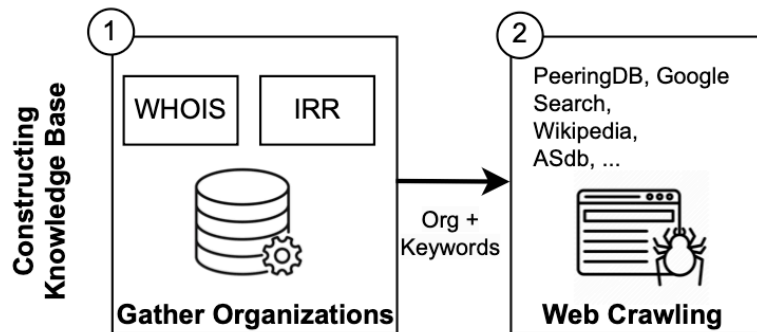 Constructing
Knowledge Base
1
WHOIS
IRR
Gather Organizations
Org +
Keywords
2
PeeringDB, Google
Search,
Wikipedia,
ASdb, ...
Web Crawling